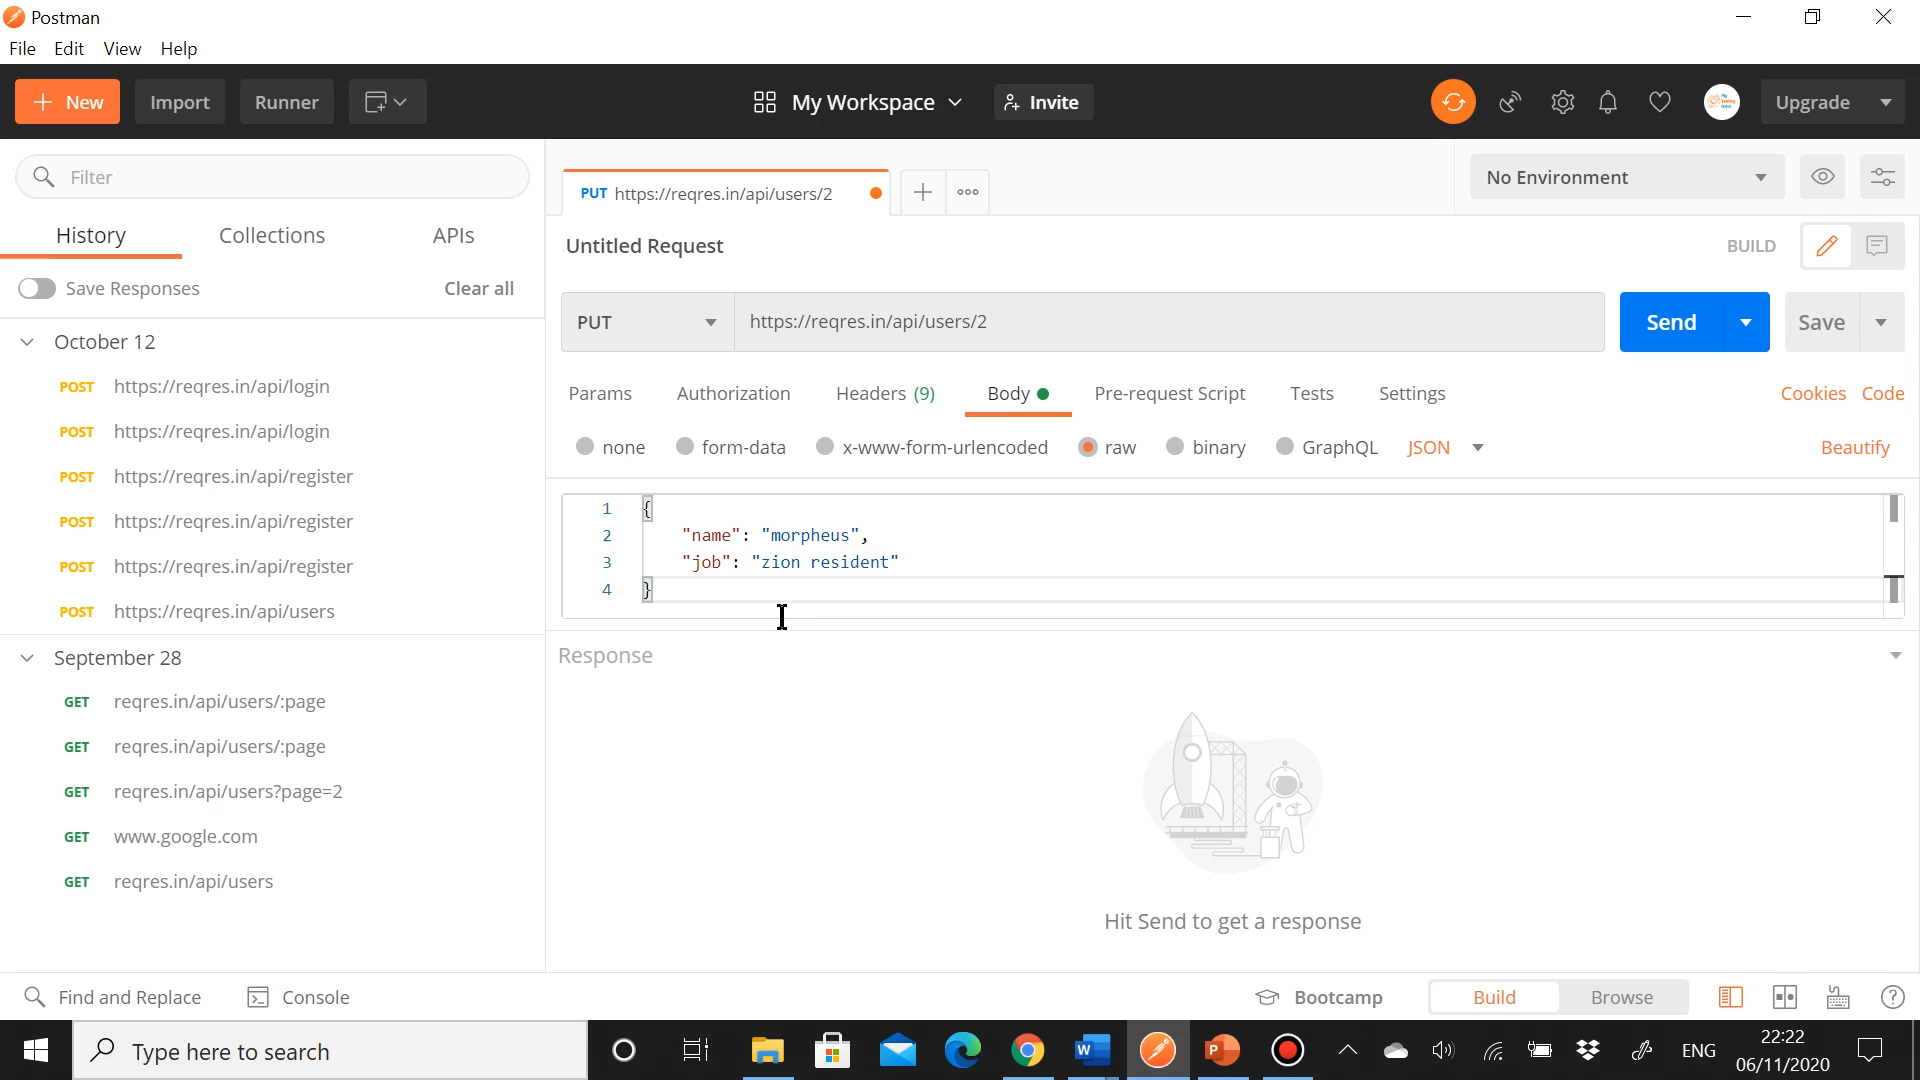 Postman
File Edit View Help
New Import Runner My Workspace Invite Upgrade
Filter
History Collections APIs
Save Responses Clear all
October 12
POST https://reqres.in/api/login
POST https://reqres.in/api/login
POST https://reqres.in/api/register
POST https://reqres.in/api/register
POST https://reqres.in/api/register
POST https://reqres.in/api/users
September 28
GET reqres.in/api/users/:page
GET reqres.in/api/users/:page
GET reqres.in/api/users?page=2
GET www.google.com
GET reqres.in/api/users
PUT https://reqres.in/api/users/2
No Environment
Untitled Request BUILD
PUT https://reqres.in/api/users/2 Send Save
Params Authorization Headers (9) Body Pre-request Script Tests Settings Cookies Code
none form-data x-www-form-urlencoded raw binary GraphQL JSON Beautify
1 {
2 "name": "morpheus",
3 "job": "zion resident"
4 }
Response
Hit Send to get a response
Find and Replace Console Bootcamp Build Browse
Type here to search
ENG
22:22
06/11/2020